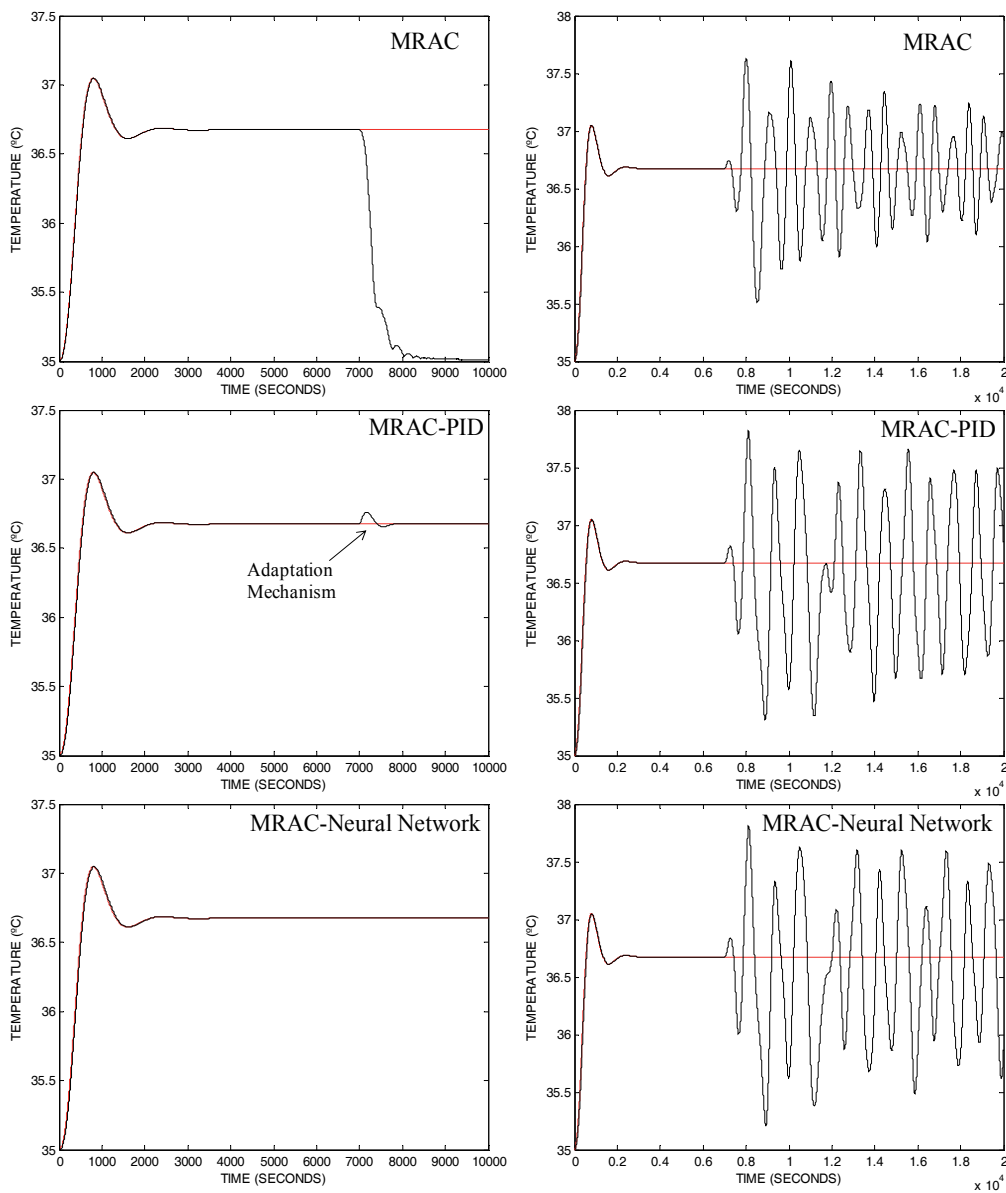 MRAC
37.5
37
36.5
36
35.5
35
TEMPERATURE (ºC)
0 1000 2000 3000 4000 5000 6000 7000 8000 9000 10000
TIME (SECONDS)
MRAC
38
37.5
37
36.5
36
35.5
35
TEMPERATURE (ºC)
0 0.2 0.4 0.6 0.8 1 1.2 1.4 1.6 1.8 2
TIME (SECONDS)
x 10⁴
MRAC-PID
37.5
37
36.5
36
35.5
35
TEMPERATURE (ºC)
Adaptation
Mechanism
0 1000 2000 3000 4000 5000 6000 7000 8000 9000 10000
TIME (SECONDS)
MRAC-PID
38
37.5
37
36.5
36
35.5
35
TEMPERATURE (ºC)
0 0.2 0.4 0.6 0.8 1 1.2 1.4 1.6 1.8 2
TIME (SECONDS)
x 10⁴
MRAC-Neural Network
37.5
37
36.5
36
35.5
35
TEMPERATURE (ºC)
0 1000 2000 3000 4000 5000 6000 7000 8000 9000 10000
TIME (SECONDS)
MRAC-Neural Network
38
37.5
37
36.5
36
35.5
35
TEMPERATURE (ºC)
0 0.2 0.4 0.6 0.8 1 1.2 1.4 1.6 1.8 2
TIME (SECONDS)
x 10⁴